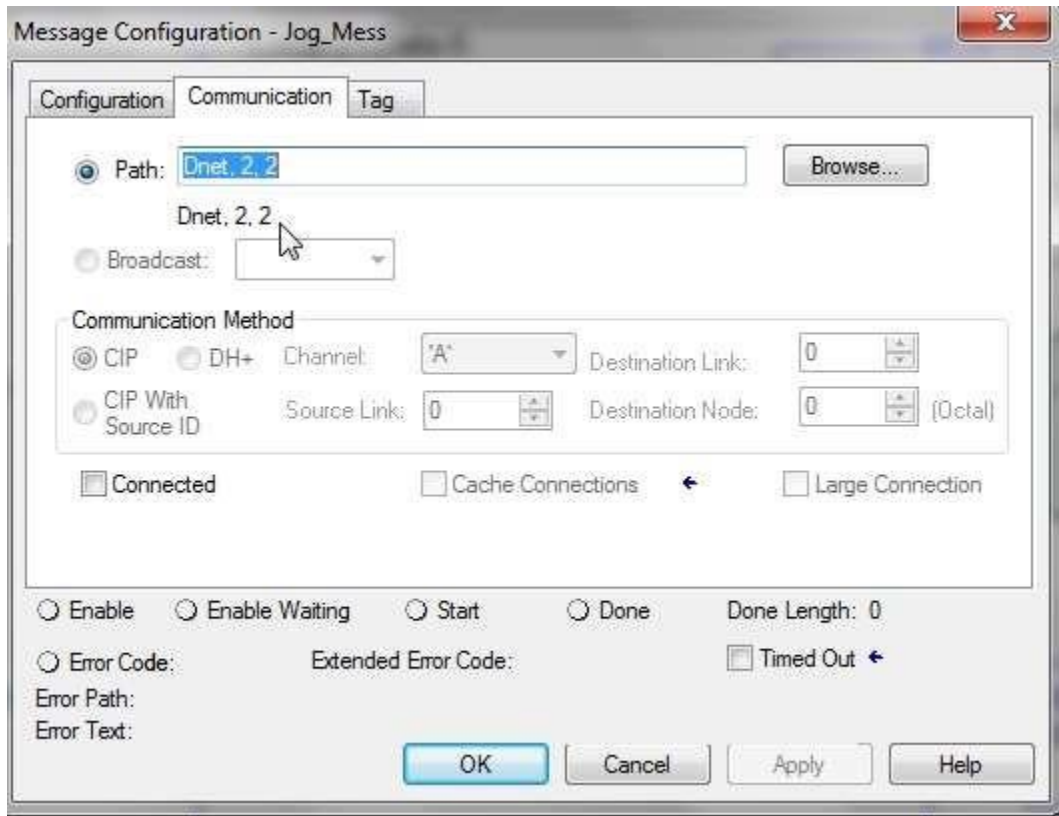 Message Configuration - Jog_Mess
Configuration Communication Tag
Path: Dnet, 2, 2 Browse...
Dnet, 2, 2
Broadcast:
Communication Method
CIP DH+ Channel: 'A' Destination Link: 0
CIP With Source ID Source Link: 0 Destination Node: 0 (Octal)
Connected Cache Connections Large Connection
Enable Enable Waiting Start Done Done Length: 0
Error Code: Extended Error Code: Timed Out
Error Path:
Error Text:
OK Cancel Apply Help